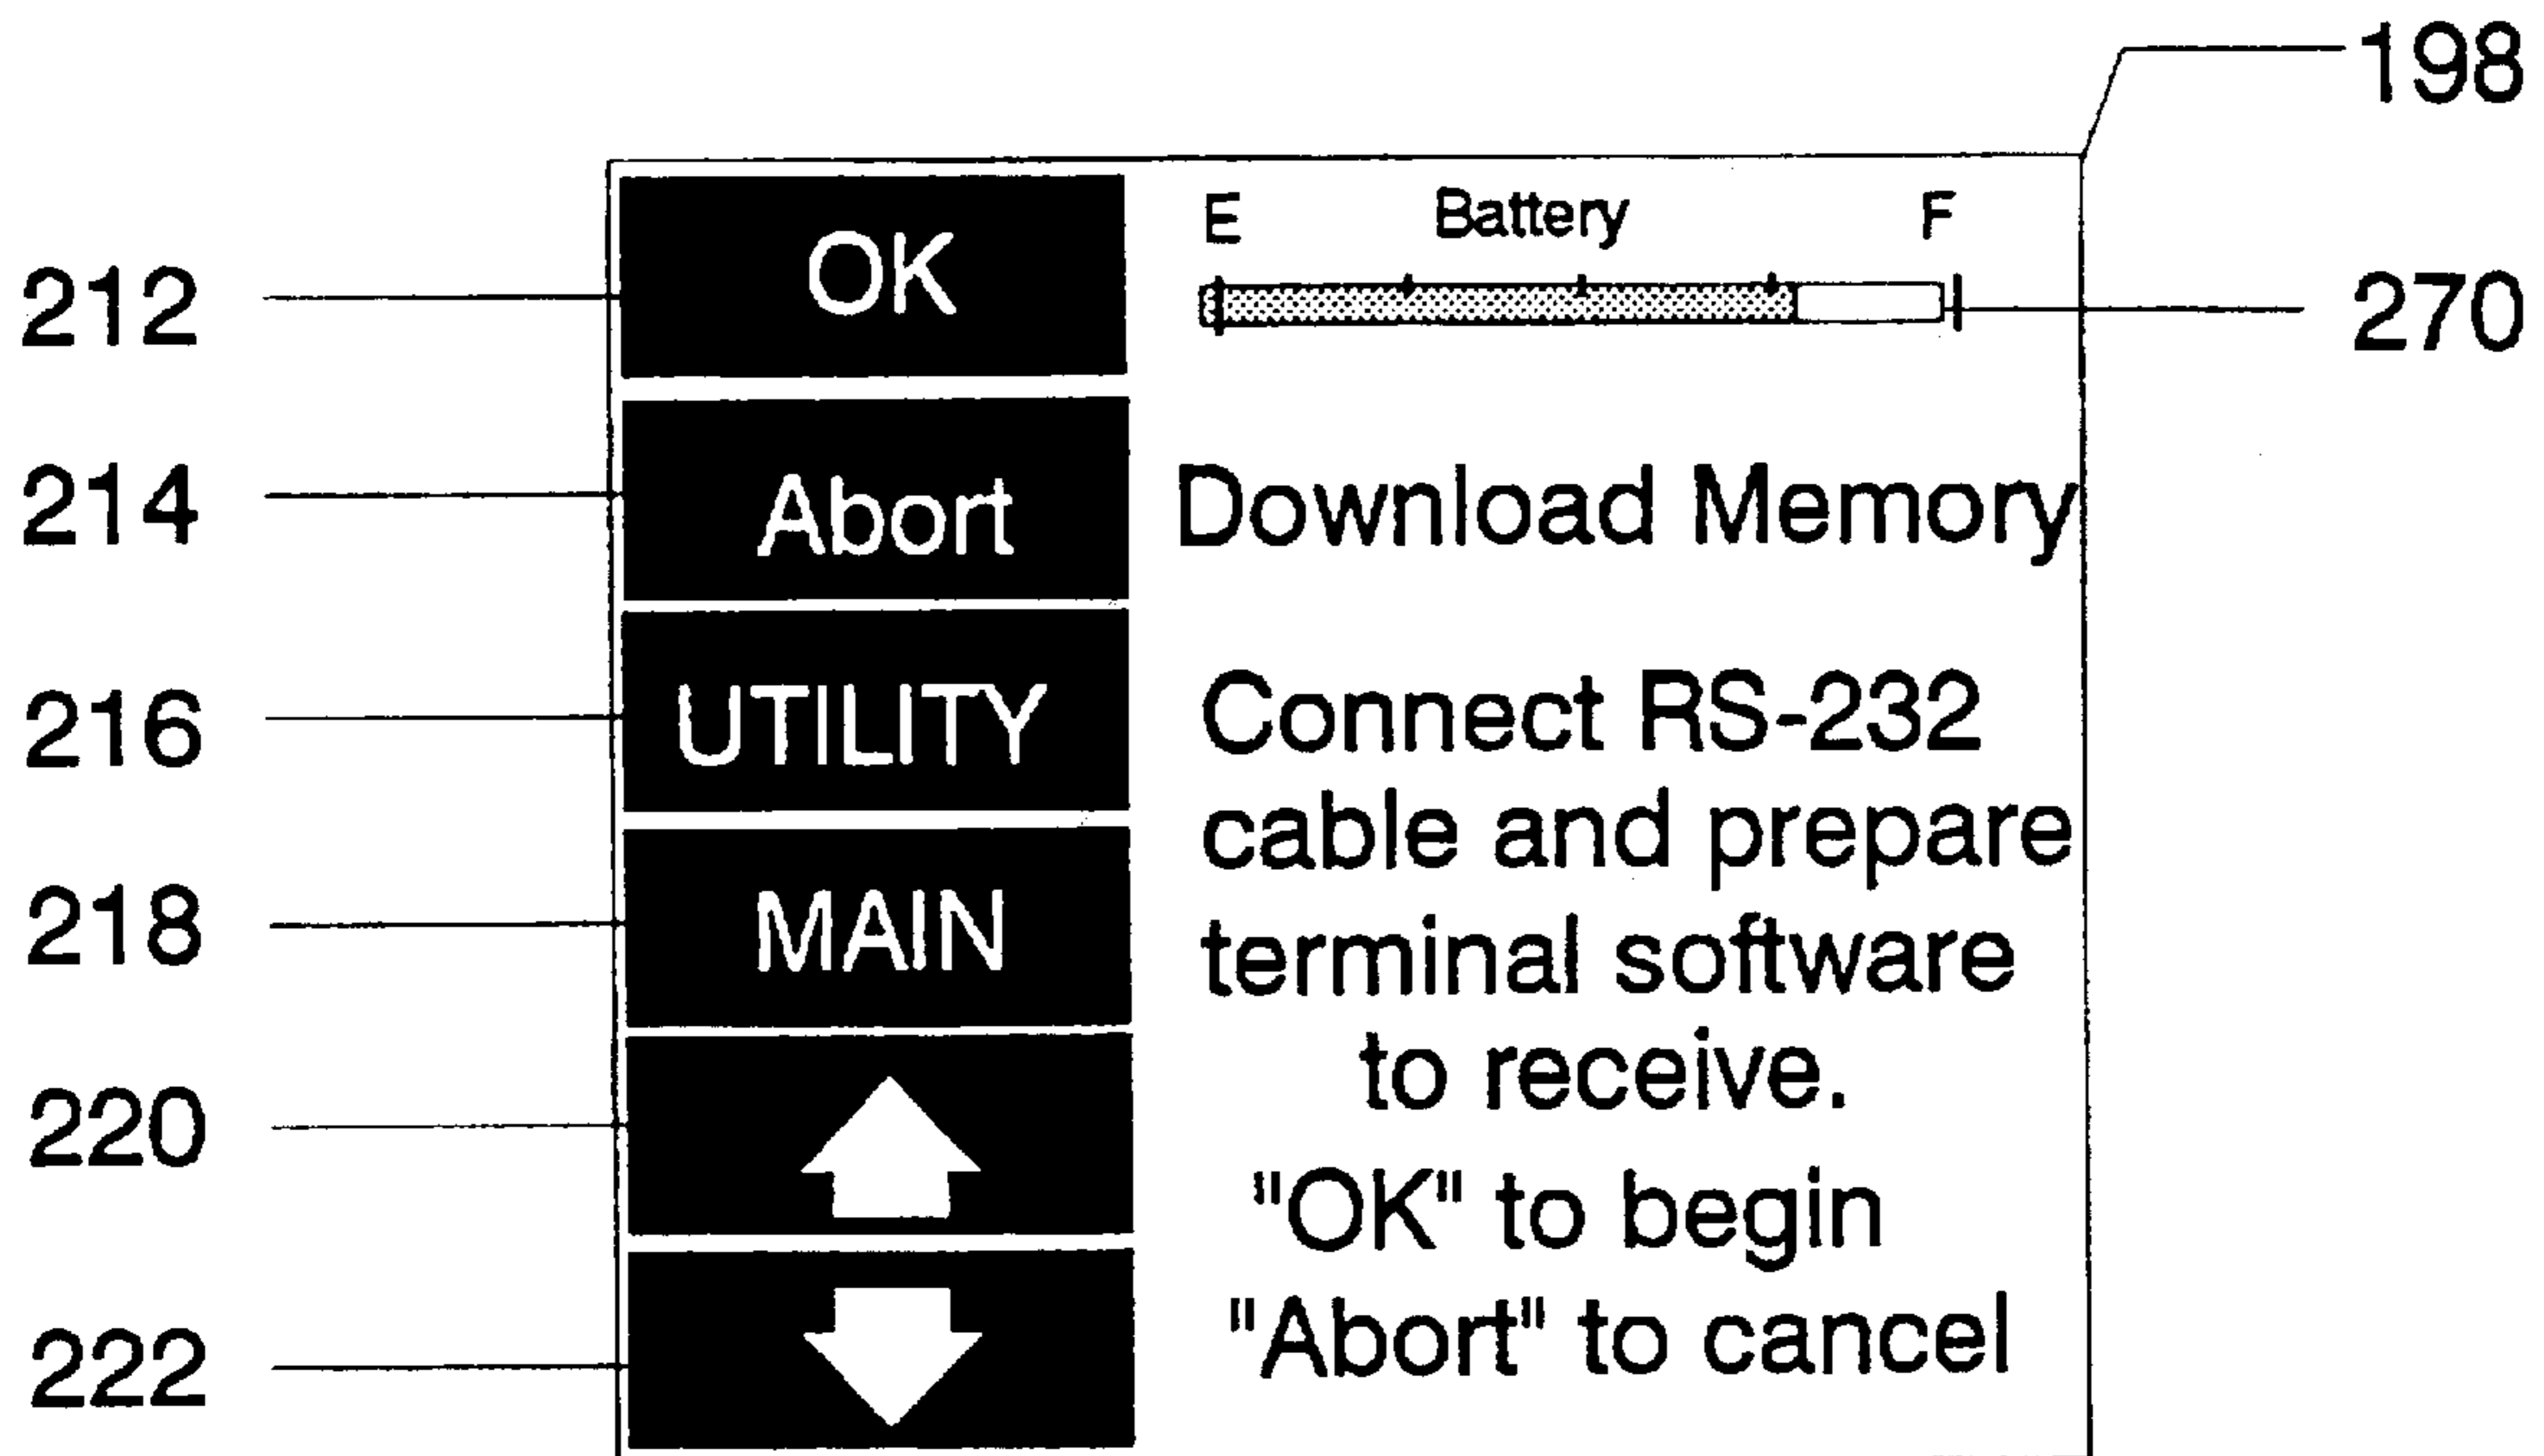 198
E Battery F
212 OK
270
214 Abort
Download Memory
216 UTILITY
Connect RS-232
cable and prepare
218 MAIN
terminal software
to receive.
220
"OK" to begin
222
"Abort" to cancel